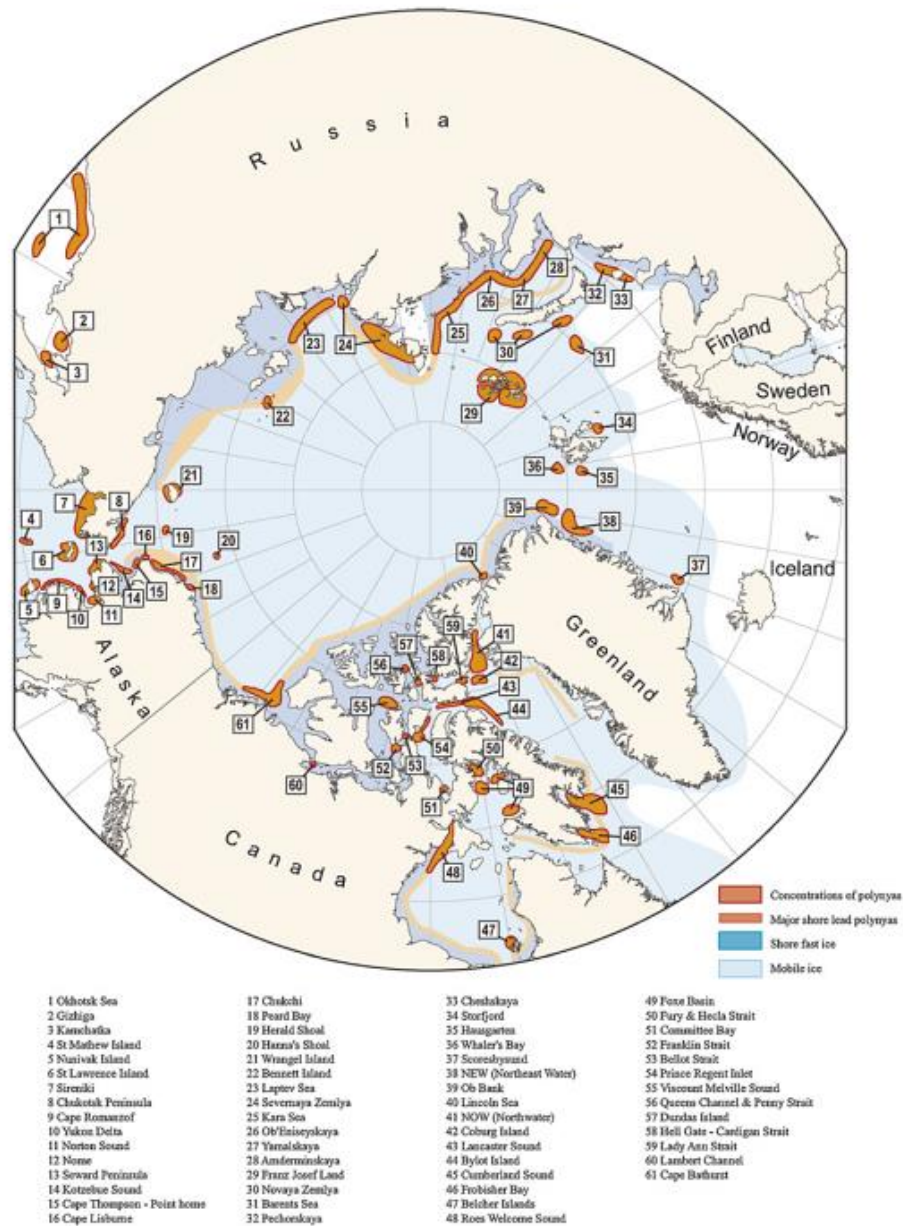 Russia
1
28
26
27
32
33
2
25
23
24
30
3
31
Finland
22
29
Sweden
34
Norway
36
35
21
7
8
39
38
4
19
6
13
16
17
20
Iceland
40
37
5
9
10
12
11
14
15
18
Greenland
Alaska
59
41
57
58
56
42
43
61
55
44
54
50
60
52
53
49
45
51
46
Canada
48
47
Concentrations of polynyas
Major shore lead polynyas
Shore fast ice
Mobile ice
1 Okhotsk Sea
2 Gizhiga
3 Kamchatka
4 St Mathew Island
5 Nunivak Island
6 St Lawrence Island
7 Sireniki
8 Chukotak Peninsula
9 Cape Romanzof
10 Yukon Delta
11 Norton Sound
12 Nome
13 Seward Peninsula
14 Kotzebue Sound
15 Cape Thompson - Point home
16 Cape Lisburne
17 Chukchi
18 Peard Bay
19 Herald Shoal
20 Hanna's Shoal
21 Wrangel Island
22 Bennett Island
23 Laptev Sea
24 Severnaya Zemlya
25 Kara Sea
26 Ob'Eniseyskaya
27 Yamalskaya
28 Amderminskaya
29 Franz Josef Land
30 Novaya Zemlya
31 Barents Sea
32 Pechorskaya
33 Cheshskaya
34 Storfjord
35 Hausgarten
36 Whaler's Bay
37 Scoresbysund
38 NEW (Northeast Water)
39 Ob Bank
40 Lincoln Sea
41 NOW (Northwater)
42 Coburg Island
43 Lancaster Sound
44 Bylot Island
45 Cumberland Sound
46 Frobisher Bay
47 Belcher Islands
48 Roes Welcome Sound
49 Foxe Basin
50 Fury & Hecla Strait
51 Committee Bay
52 Franklin Strait
53 Bellot Strait
54 Prince Regent Inlet
55 Viscount Melville Sound
56 Queens Channel & Penny Strait
57 Dundas Island
58 Hell Gate - Cardigan Strait
59 Lady Ann Strait
60 Lambert Channel
61 Cape Bathurst